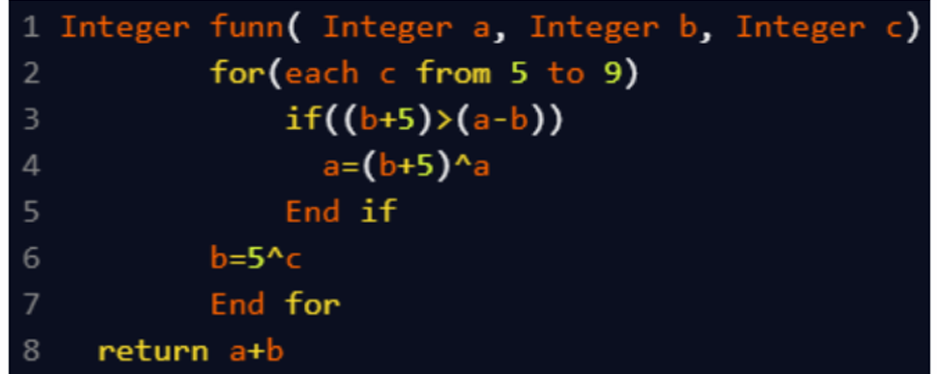 1 Integer funn( Integer a, Integer b, Integer c)
2 for(each c from 5 to 9)
3 if((b+5)>(a-b))
4 a=(b+5)^a
5 End if
6 b=5^c
7 End for
8 return a+b